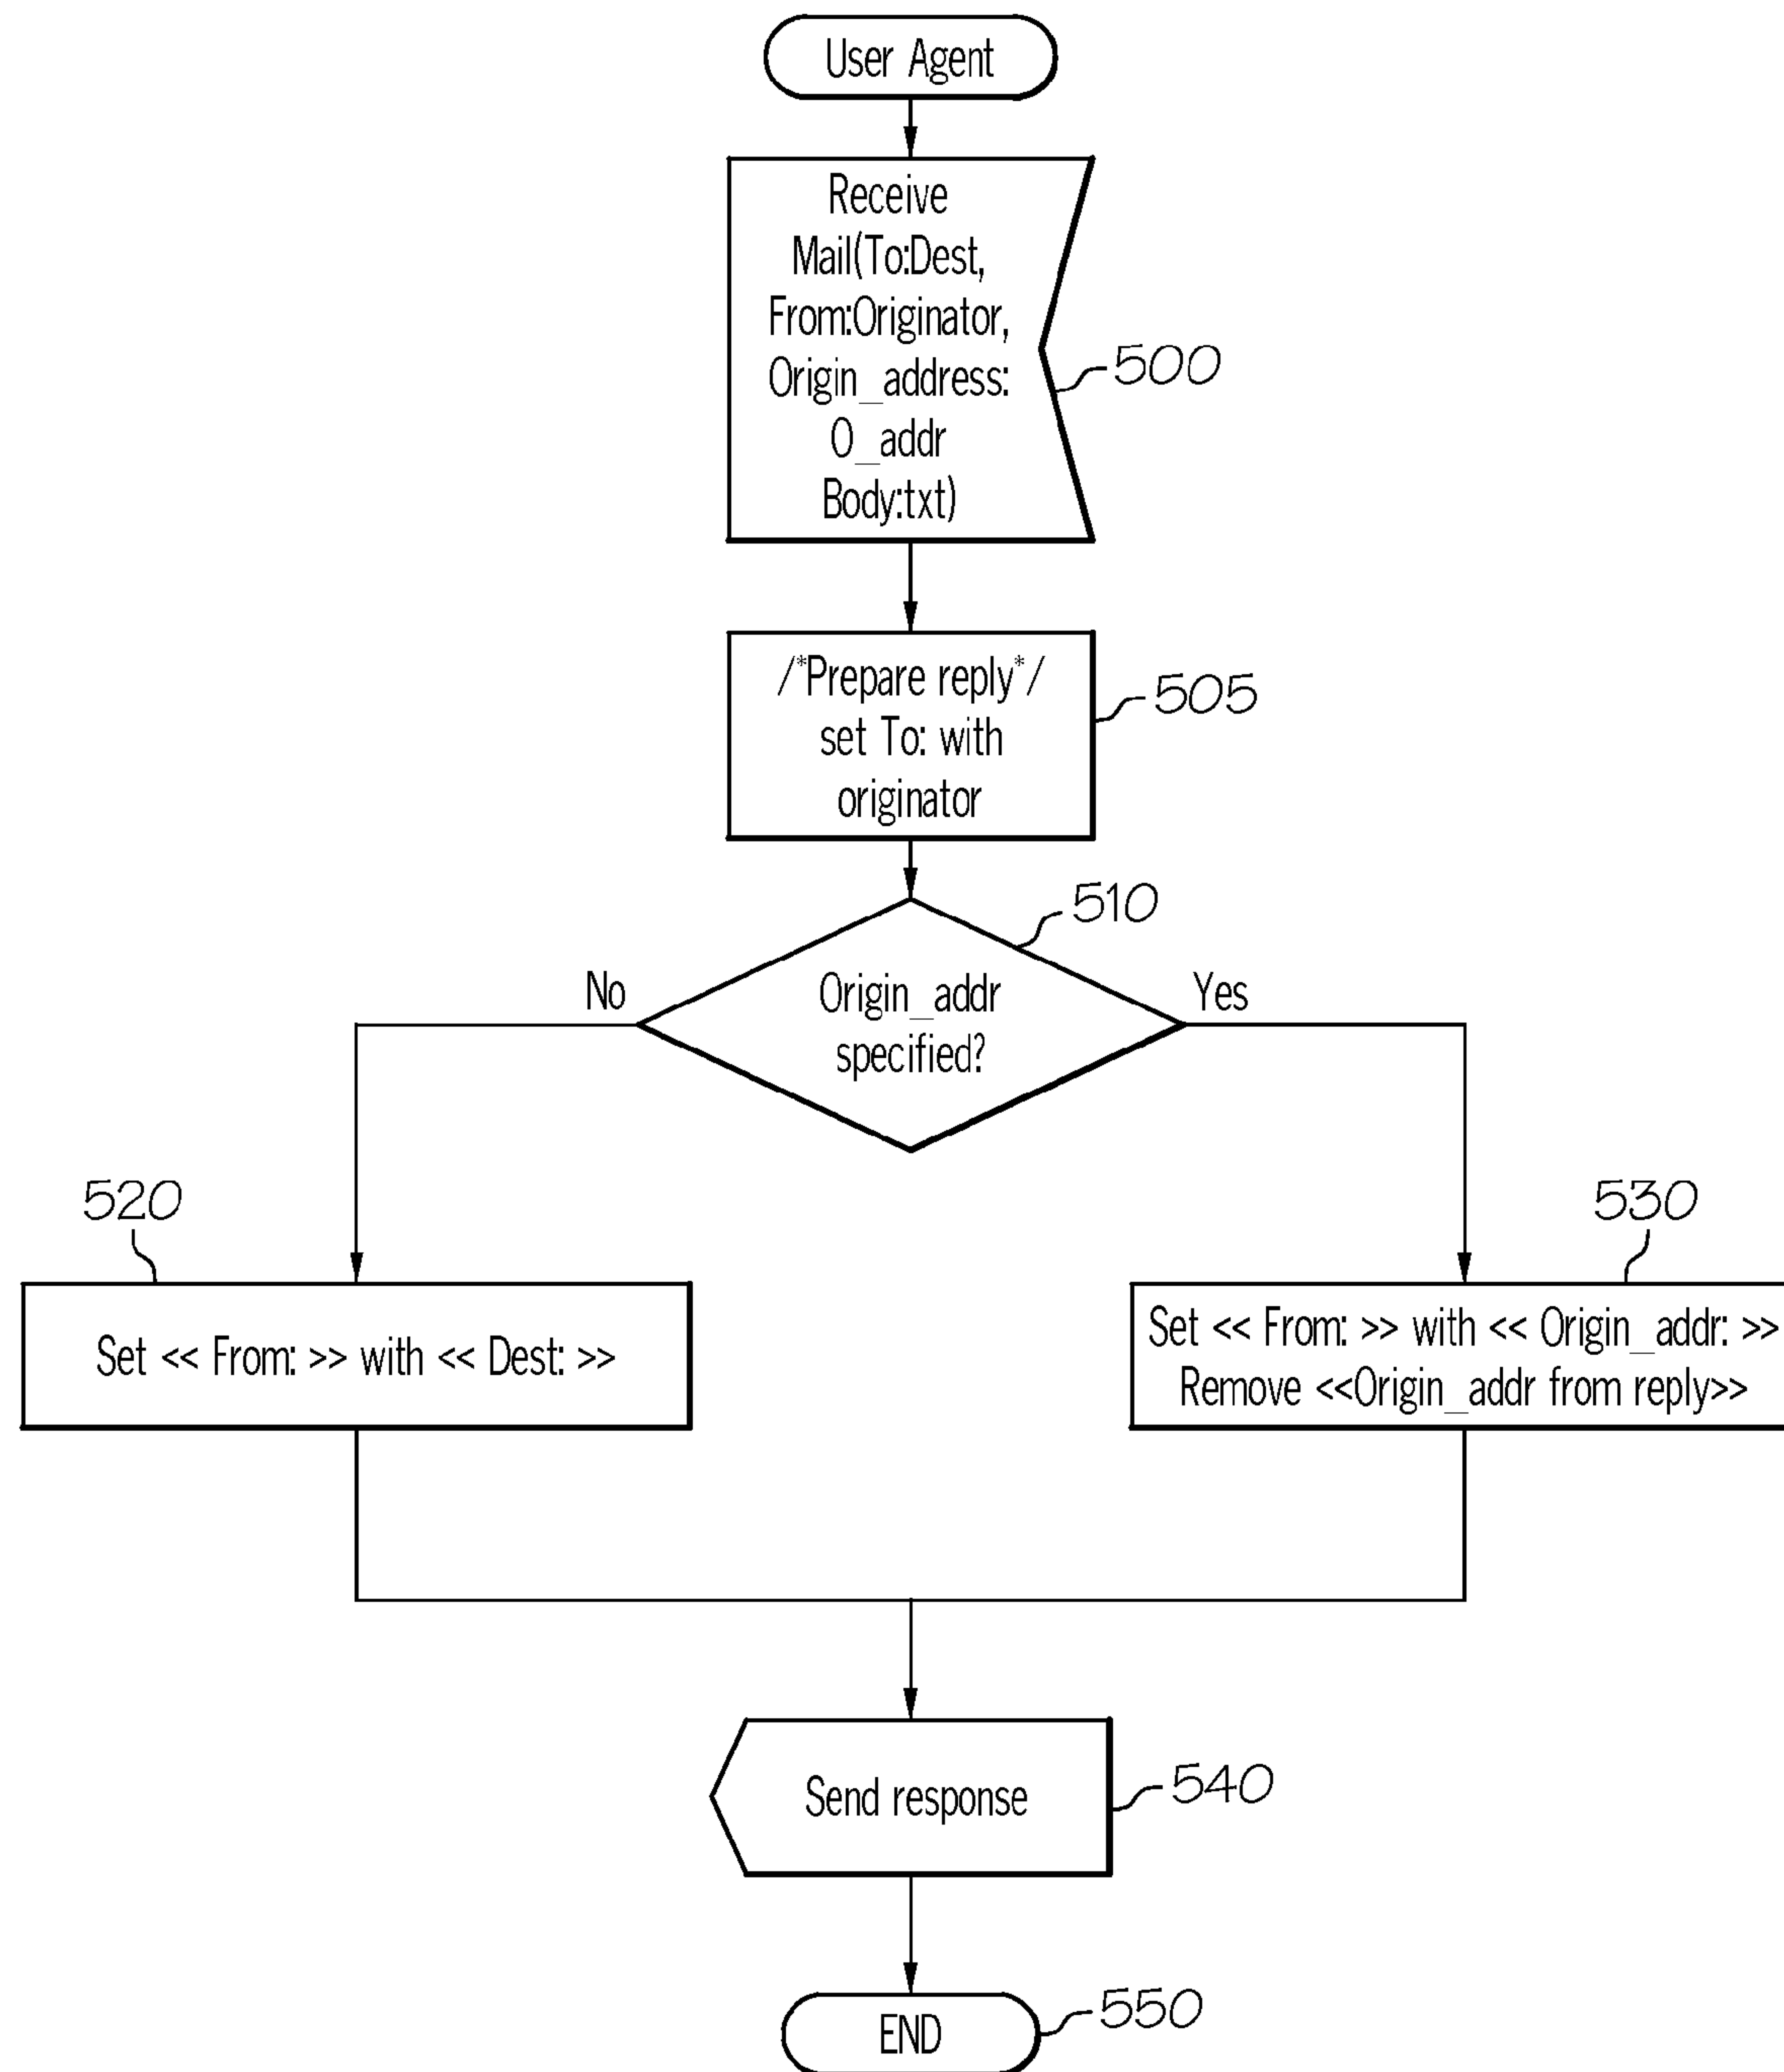 User Agent
Receive
Mail(To:Dest,
From:Originator,
Origin_address:
O_addr
Body:txt)
500
/*Prepare reply*/
set To: with
originator
505
510
No
Origin_addr
specified?
Yes
520
530
Set << From: >> with << Dest: >>
Set << From: >> with << Origin_addr: >>
Remove <<Origin_addr from reply>>
Send response
540
END
550